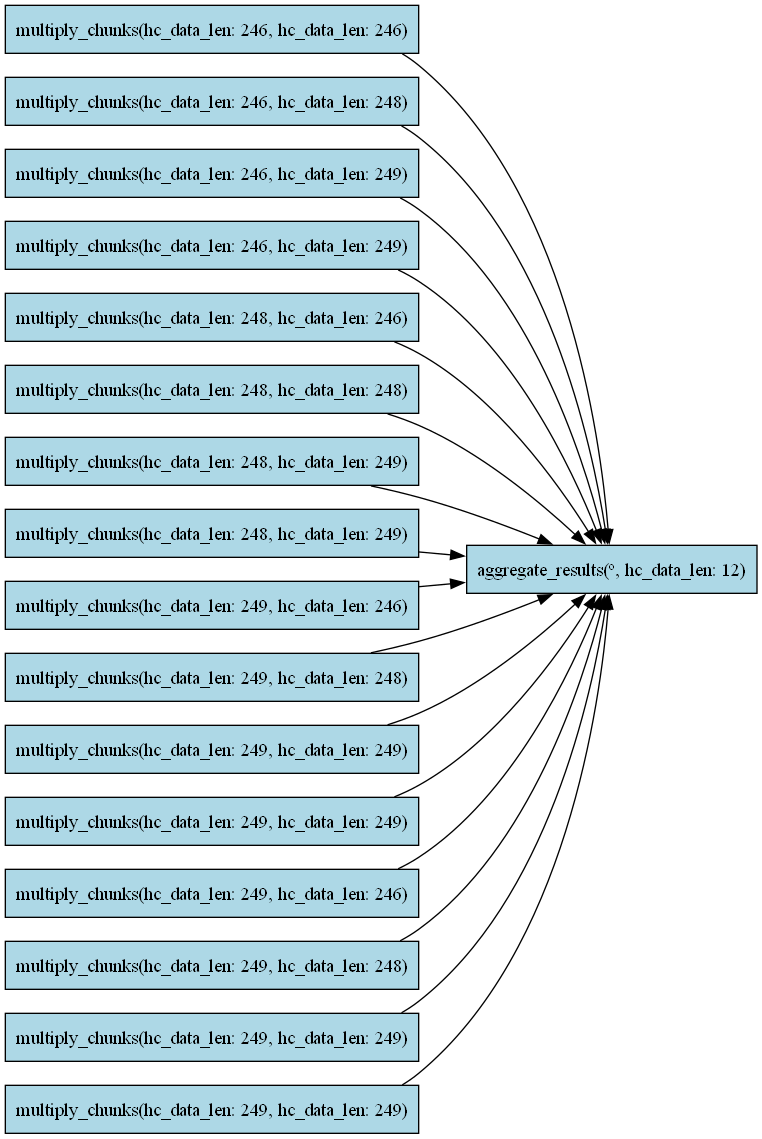 multiply_chunks(hc_data_len: 246, hc_data_len: 246)
multiply_chunks(hc_data_len: 246, hc_data_len: 248)
multiply_chunks(hc_data_len: 246, hc_data_len: 249)
multiply_chunks(hc_data_len: 246, hc_data_len: 249)
multiply_chunks(hc_data_len: 248, hc_data_len: 246)
multiply_chunks(hc_data_len: 248, hc_data_len: 248)
multiply_chunks(hc_data_len: 248, hc_data_len: 249)
multiply_chunks(hc_data_len: 248, hc_data_len: 249)
aggregate_results(°, hc_data_len: 12)
multiply_chunks(hc_data_len: 249, hc_data_len: 246)
multiply_chunks(hc_data_len: 249, hc_data_len: 248)
multiply_chunks(hc_data_len: 249, hc_data_len: 249)
multiply_chunks(hc_data_len: 249, hc_data_len: 249)
multiply_chunks(hc_data_len: 249, hc_data_len: 246)
multiply_chunks(hc_data_len: 249, hc_data_len: 248)
multiply_chunks(hc_data_len: 249, hc_data_len: 249)
multiply_chunks(hc_data_len: 249, hc_data_len: 249)